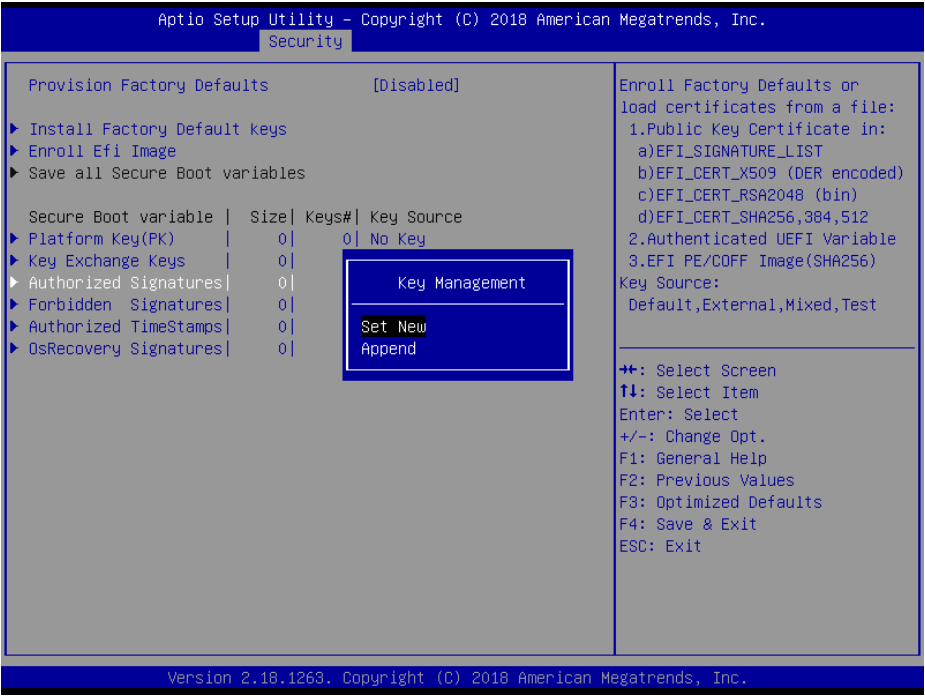 Aptio Setup Utility – Copyright (C) 2018 American Megatrends, Inc.
Security
Provision Factory Defaults [Disabled]
▶ Install Factory Default keys
▶ Enroll Efi Image
▶ Save all Secure Boot variables
Secure Boot variable | Size| Keys#| Key Source
▶ Platform Key(PK) | 0| 0| No Key
▶ Key Exchange Keys | 0|
▶ Authorized Signatures| 0|
▶ Forbidden Signatures| 0|
▶ Authorized TimeStamps| 0|
▶ OsRecovery Signatures| 0|
Key Management
Set New
Append
Enroll Factory Defaults or
load certificates from a file:
1.Public Key Certificate in:
a)EFI_SIGNATURE_LIST
b)EFI_CERT_X509 (DER encoded)
c)EFI_CERT_RSA2048 (bin)
d)EFI_CERT_SHA256,384,512
2.Authenticated UEFI Variable
3.EFI PE/COFF Image(SHA256)
Key Source:
Default,External,Mixed,Test
→←: Select Screen
↑↓: Select Item
Enter: Select
+/-: Change Opt.
F1: General Help
F2: Previous Values
F3: Optimized Defaults
F4: Save & Exit
ESC: Exit
Version 2.18.1263. Copyright (C) 2018 American Megatrends, Inc.